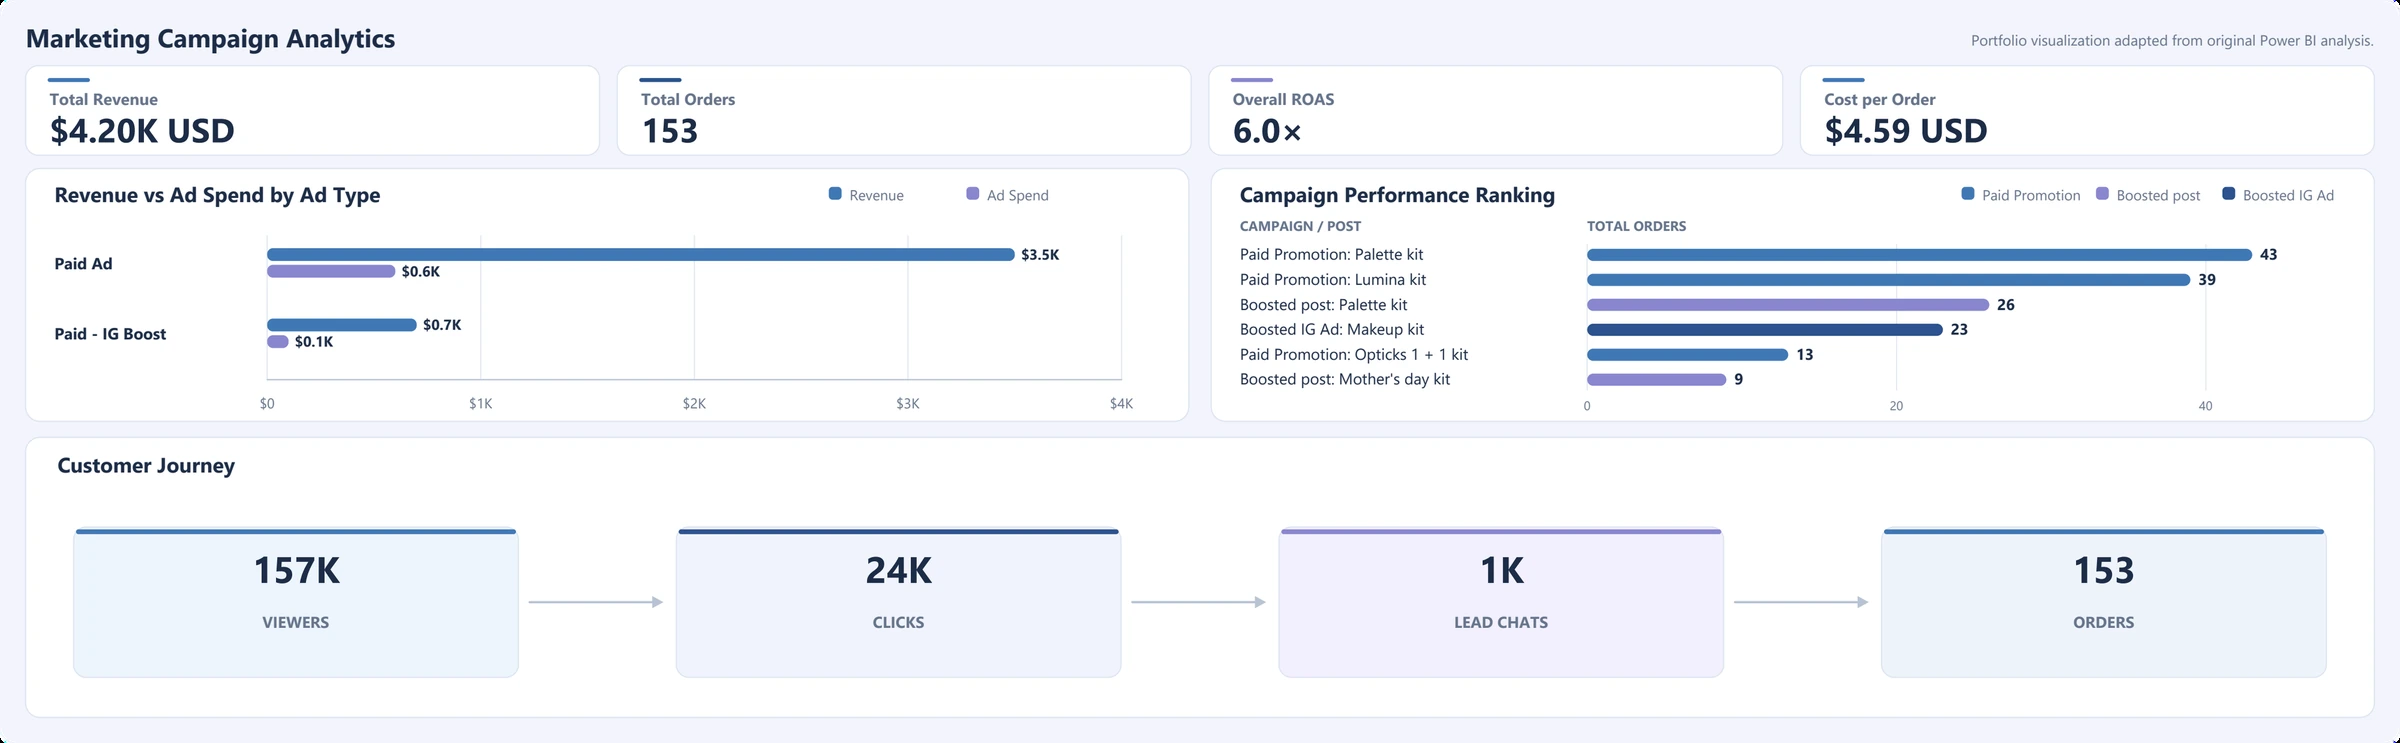 Marketing Campaign Analytics
Portfolio visualization adapted from original Power BI analysis.
Total Revenue
$4.20K USD
Total Orders
153
Overall ROAS
6.0×
Cost per Order
$4.59 USD
Revenue vs Ad Spend by Ad Type
Revenue
Ad Spend
Paid Ad
$3.5K
$0.6K
Paid - IG Boost
$0.7K
$0.1K
$0 $1K $2K $3K $4K
Campaign Performance Ranking
Paid Promotion
Boosted post
Boosted IG Ad
CAMPAIGN / POST TOTAL ORDERS
Paid Promotion: Palette kit 43
Paid Promotion: Lumina kit 39
Boosted post: Palette kit 26
Boosted IG Ad: Makeup kit 23
Paid Promotion: Opticks 1 + 1 kit 13
Boosted post: Mother's day kit 9
0 20 40
Customer Journey
157K
VIEWERS
24K
CLICKS
1K
LEAD CHATS
153
ORDERS